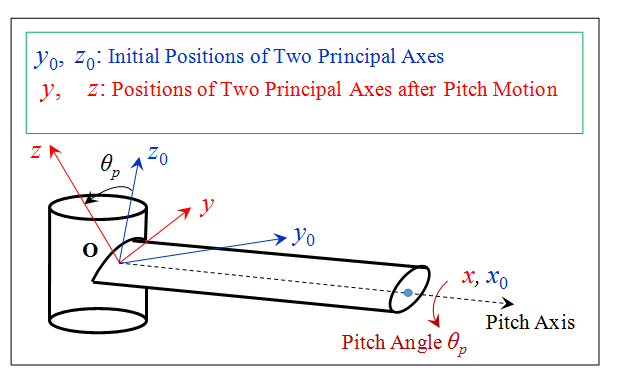 y₀, z₀: Initial Positions of Two Principal Axes
y, z: Positions of Two Principal Axes after Pitch Motion
z
θₚ
z₀
y
O
y₀
x, x₀
Pitch Axis
Pitch Angle θₚ